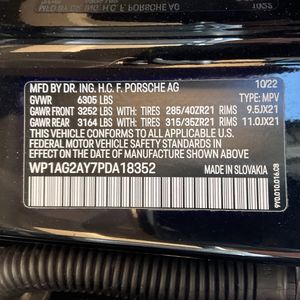 MFD BY DR. ING. H.C. F. PORSCHE AG 10/22
GVWR 6305 LBS TYPE: MPV
GAWR FRONT 3252 LBS WITH TIRES 285/40ZR21 RIMS 9.5JX21
GAWR REAR 3164 LBS WITH TIRES 315/35ZR21 RIMS 11.0JX21
THIS VEHICLE CONFORMS TO ALL APPLICABLE U.S.
FEDERAL MOTOR VEHICLE SAFETY STANDARDS IN
EFFECT ON THE DATE OF MANUFACTURE SHOWN ABOVE.
WP1AG2AY7PDA18352 MADE IN SLOVAKIA
9Y0.010.016.C8